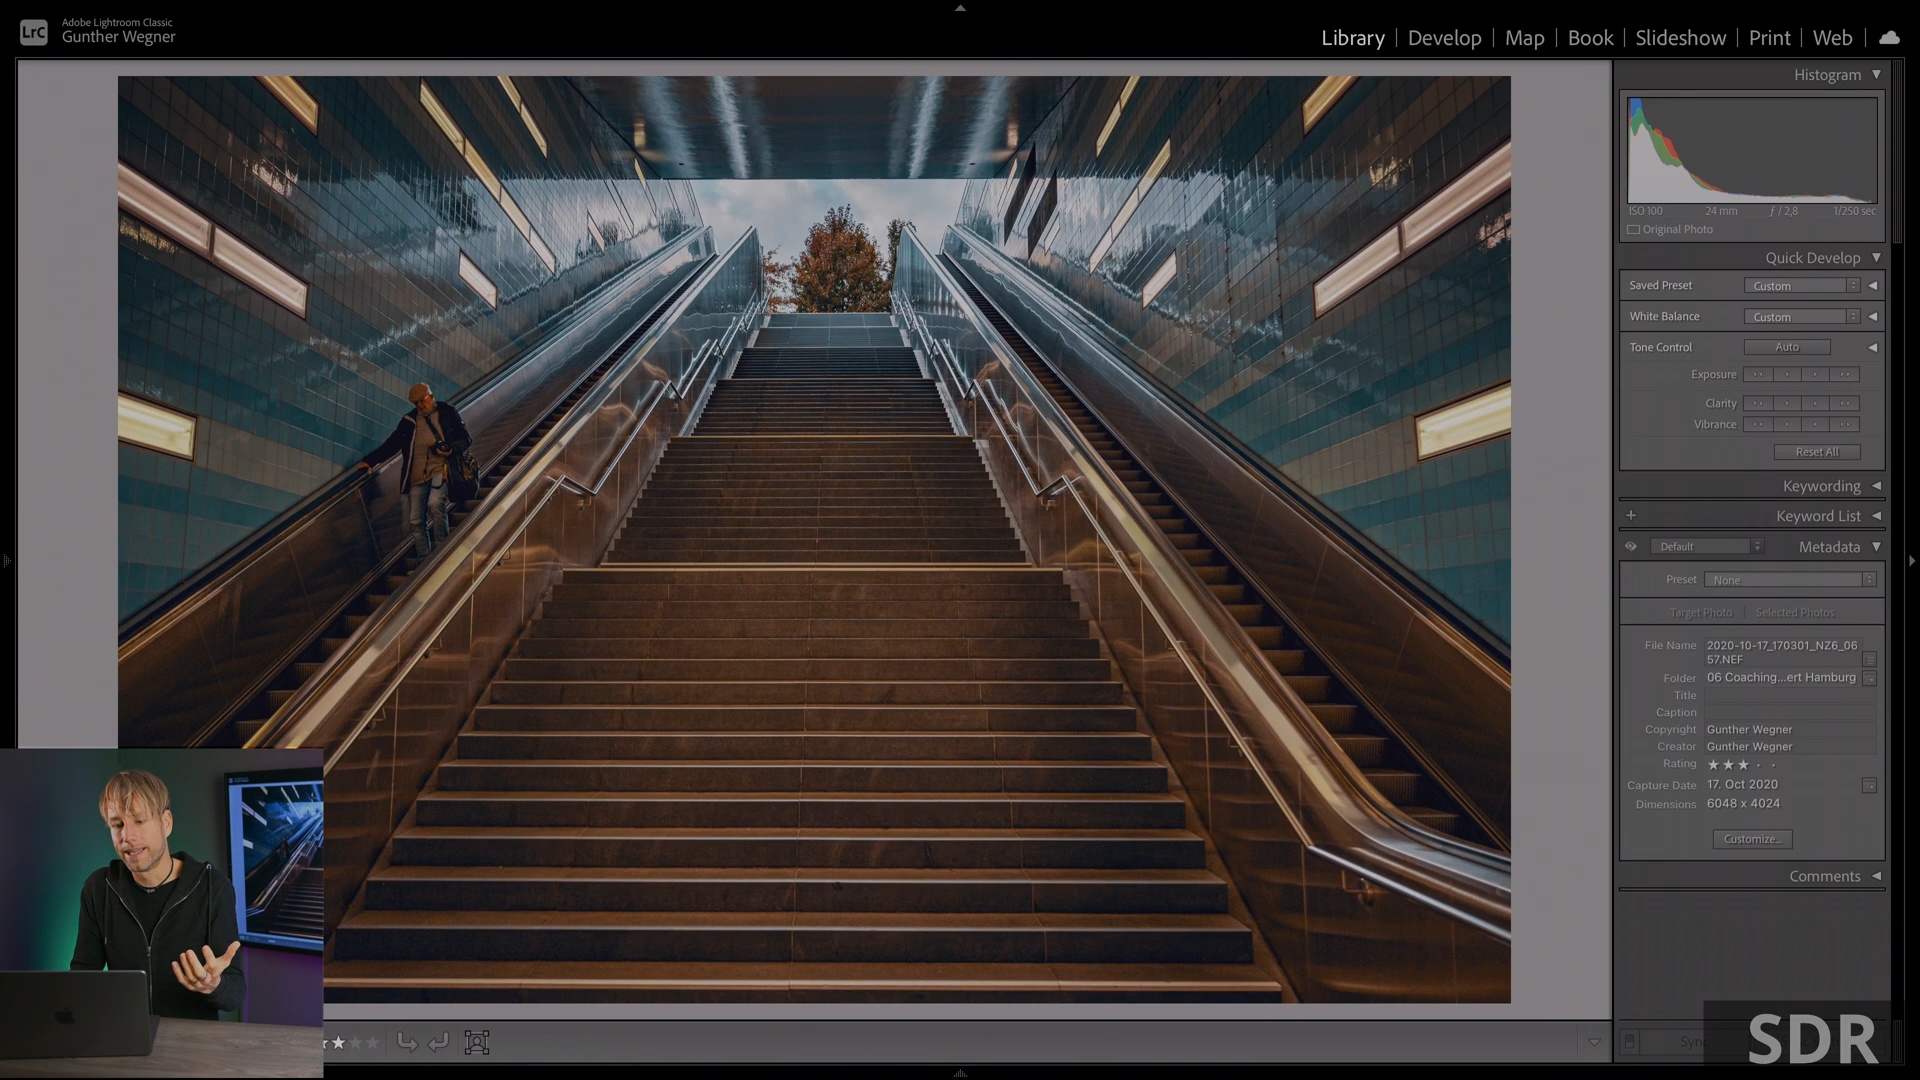 LrC
Adobe Lightroom Classic
Gunther Wegner
Library | Develop | Map | Book | Slideshow | Print | Web |
Histogram
ISO 100 24 mm ƒ / 2,8 1/250 sec
Original Photo
Quick Develop
Saved Preset Custom
White Balance Custom
Tone Control Auto
Exposure
Clarity
Vibrance
Reset All
Keywording
+ Keyword List
Default Metadata
Preset None
Target Photo Selected Photos
File Name 2020-10-17_170301_NZ6_06
57.NEF
Folder 06 Coaching...ert Hamburg
Title
Caption
Copyright Gunther Wegner
Creator Gunther Wegner
Rating ★★★ · ·
Capture Date 17. Oct 2020
Dimensions 6048 x 4024
Customize...
Comments
Sync
SDR